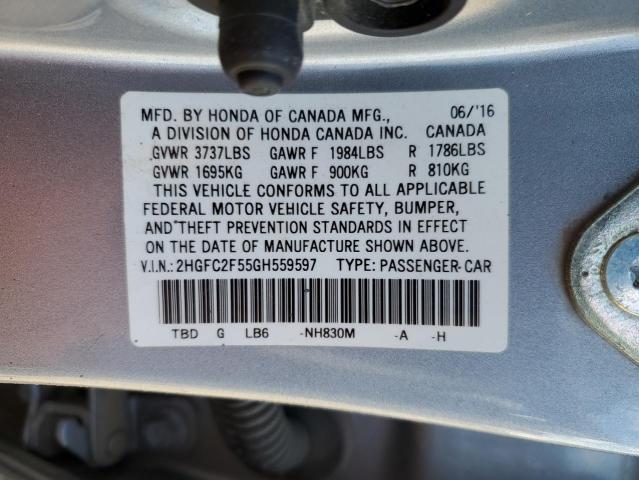 MFD. BY HONDA OF CANADA MFG., 06/'16
A DIVISION OF HONDA CANADA INC. CANADA
GVWR 3737LBS GAWR F 1984LBS R 1786LBS
GVWR 1695KG GAWR F 900KG R 810KG
THIS VEHICLE CONFORMS TO ALL APPLICABLE
FEDERAL MOTOR VEHICLE SAFETY, BUMPER,
AND THEFT PREVENTION STANDARDS IN EFFECT
ON THE DATE OF MANUFACTURE SHOWN ABOVE.
V.I.N.: 2HGFC2F55GH559597 TYPE: PASSENGER-CAR
TBD G LB6 -NH830M -A -H